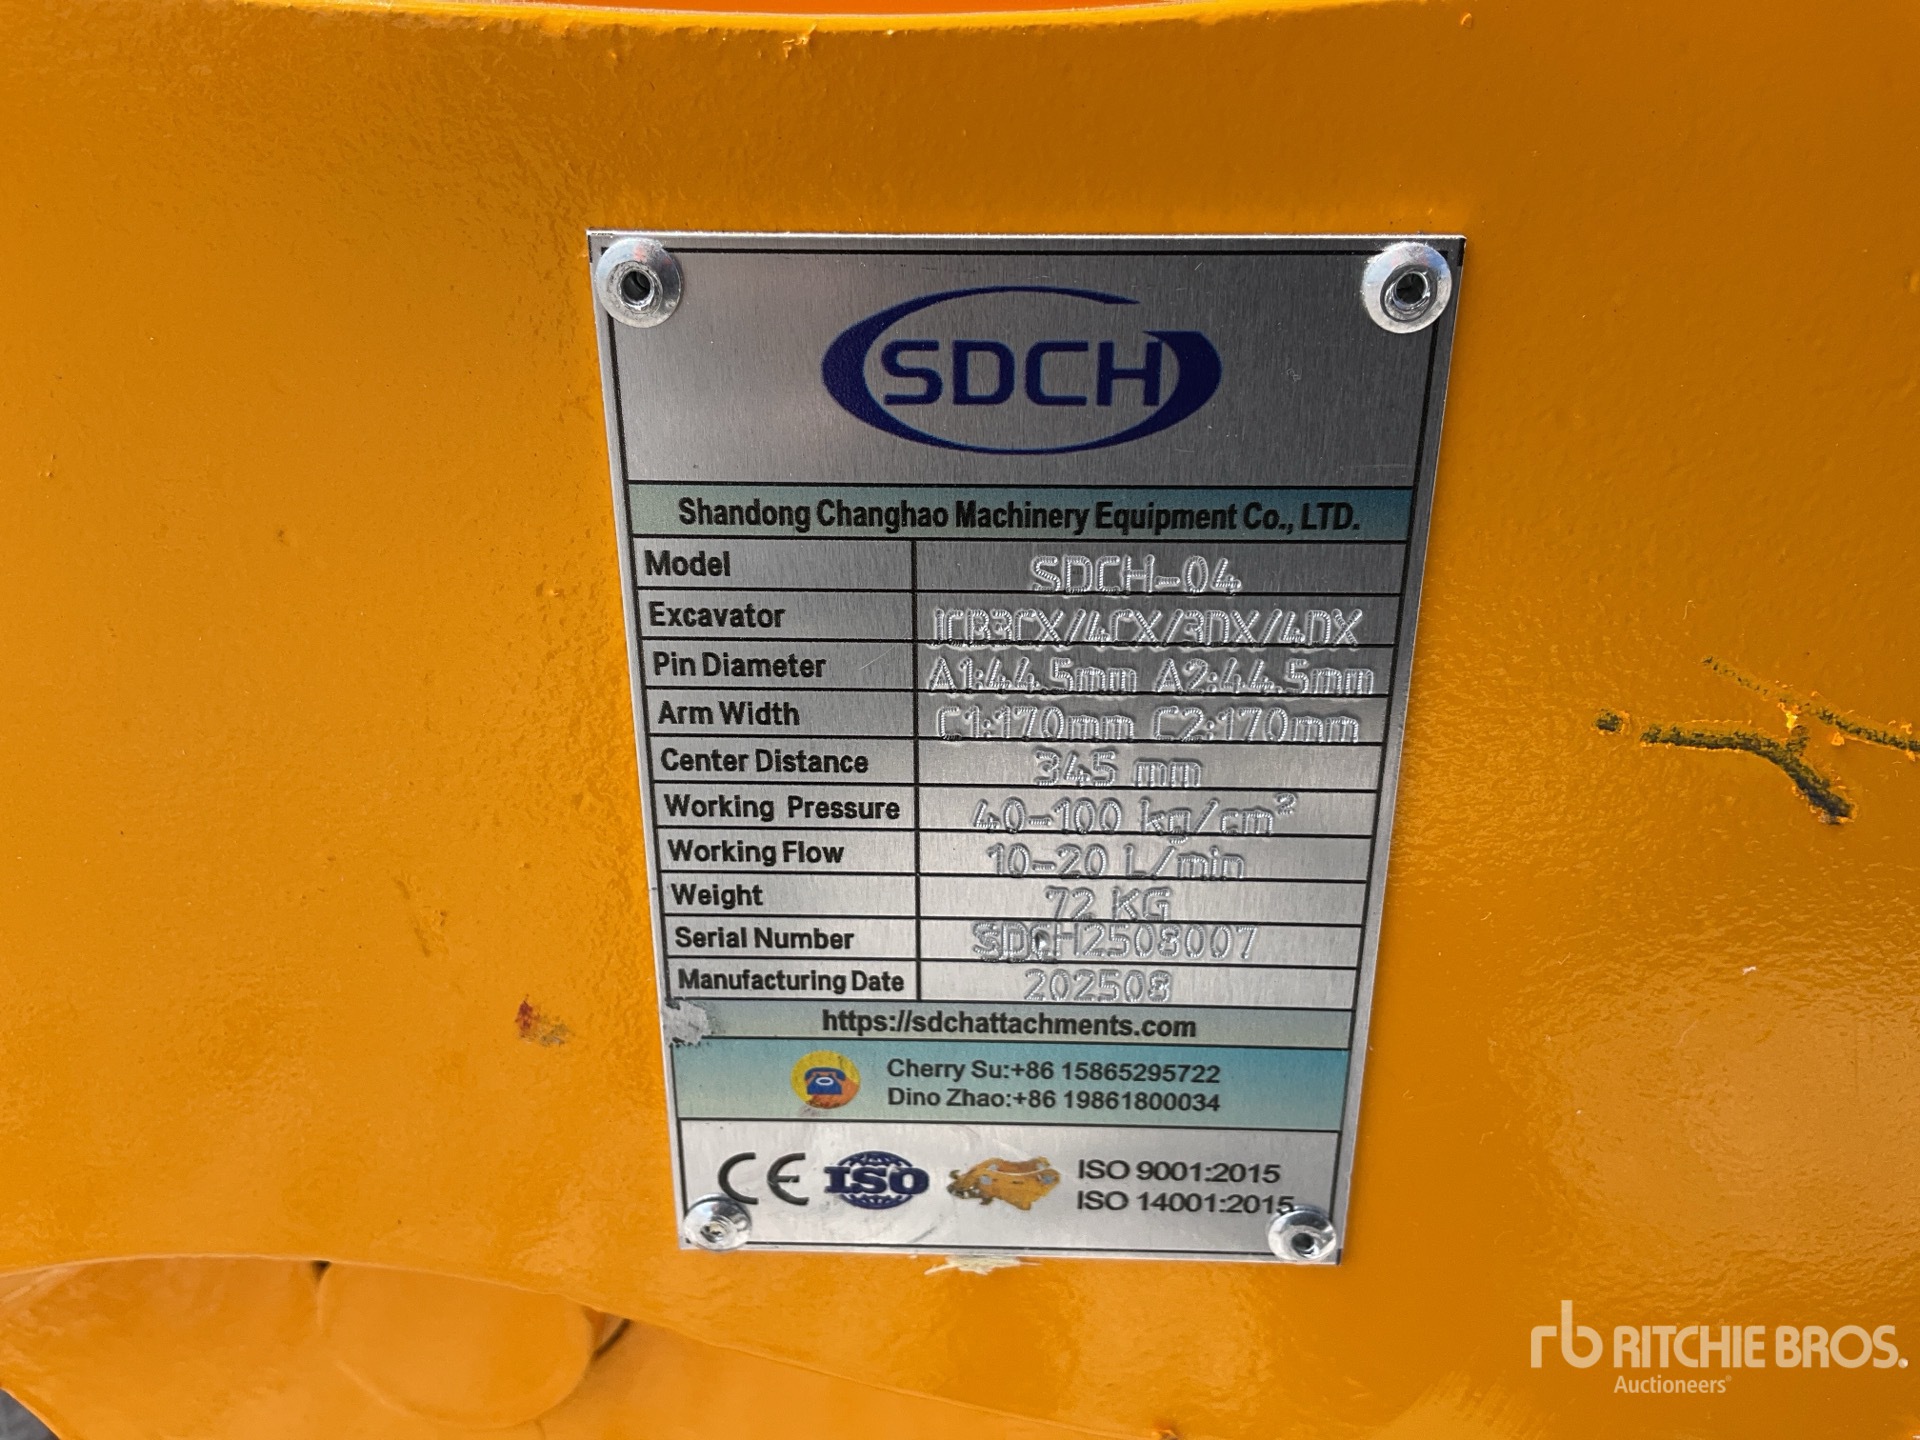 SDCH
Shandong Changhao Machinery Equipment Co., LTD.
Model SDCH-04
Excavator JCB3CX/4CX/3DX/4DX
Pin Diameter A1:44.5mm A2:44.5mm
Arm Width C1:170mm C2:170mm
Center Distance 345 mm
Working Pressure 40-100 kg/cm²
Working Flow 10-20 L/min
Weight 72 KG
Serial Number SDCH2508007
Manufacturing Date 202508
https://sdchattachments.com
Cherry Su:+86 15865295722
Dino Zhao:+86 19861800034
CE ISO ISO 9001:2015
ISO 14001:2015
rb RITCHIE BROS.
Auctioneers